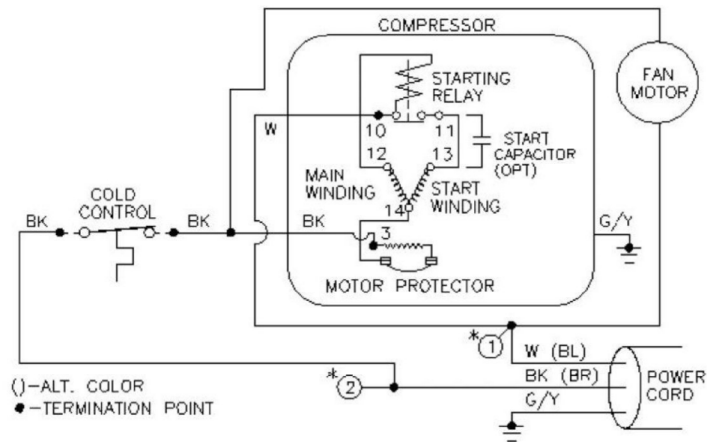 COMPRESSOR
STARTING
RELAY
FAN
MOTOR
W
10
11
START
CAPACITOR
(OPT)
12
13
MAIN
WINDING
START
WINDING
14
COLD
CONTROL
BK
BK
BK
3
G/Y
MOTOR PROTECTOR
*1
W (BL)
*2
BK (BR)
G/Y
POWER
CORD
()-ALT. COLOR
●-TERMINATION POINT